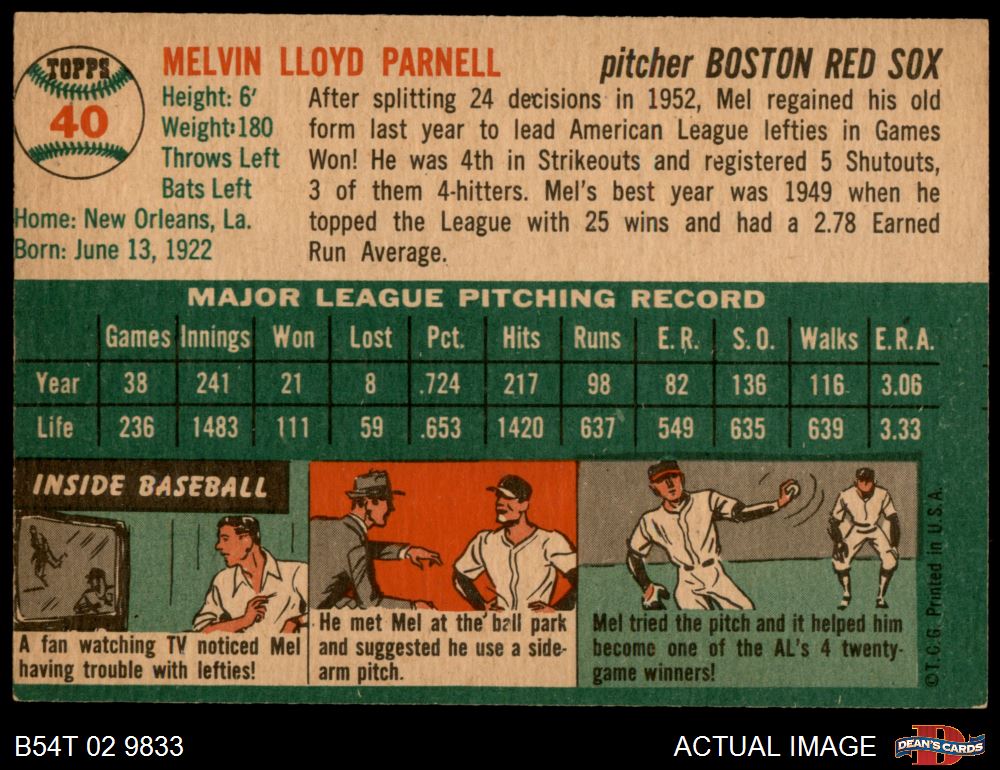 TOPPS
40
MELVIN LLOYD PARNELL
pitcher BOSTON RED SOX
Height: 6'
Weight: 180
Throws Left
Bats Left
Home: New Orleans, La.
Born: June 13, 1922
After splitting 24 decisions in 1952, Mel regained his old
form last year to lead American League lefties in Games
Won! He was 4th in Strikeouts and registered 5 Shutouts,
3 of them 4-hitters. Mel's best year was 1949 when he
topped the League with 25 wins and had a 2.78 Earned
Run Average.
MAJOR LEAGUE PITCHING RECORD
Games Innings Won Lost Pct. Hits Runs E.R. S.O. Walks E.R.A.
Year 38 241 21 8 .724 217 98 82 136 116 3.06
Life 236 1483 111 59 .653 1420 637 549 635 639 3.33
INSIDE BASEBALL
A fan watching TV noticed Mel
having trouble with lefties!
He met Mel at the ball park
and suggested he use a side-
arm pitch.
Mel tried the pitch and it helped him
become one of the AL's 4 twenty-
game winners!
©T.C.G. Printed in U.S.A.
B54T 02 9833
ACTUAL IMAGE
D
DEAN'S CARDS